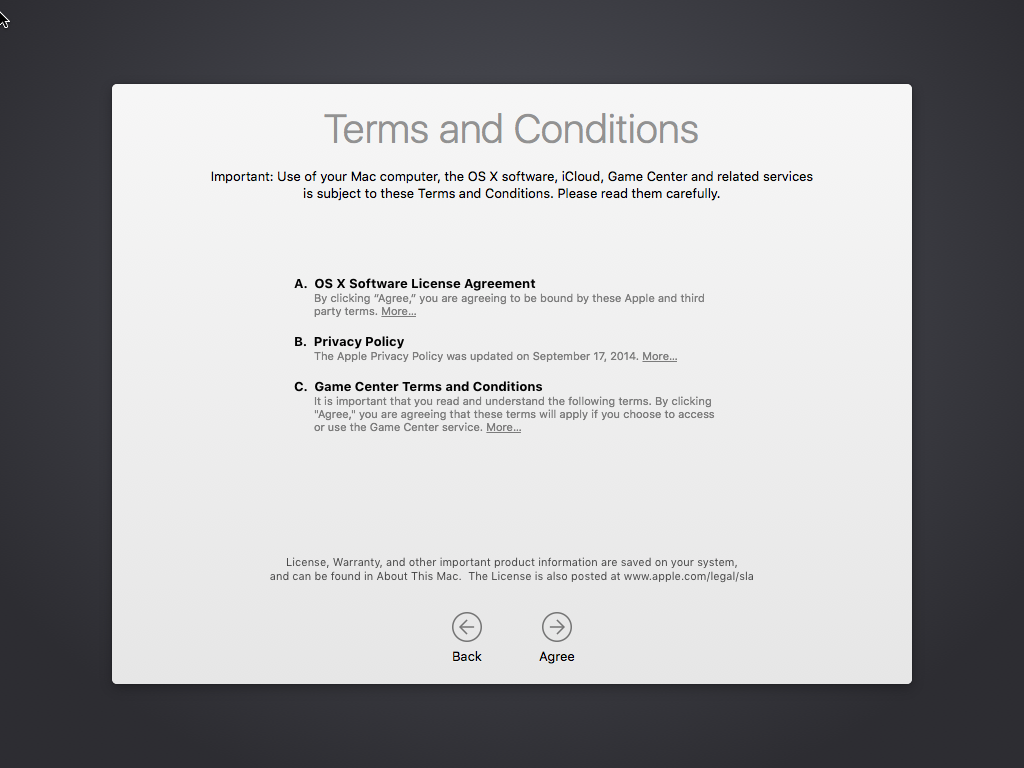 Terms and Conditions
Important: Use of your Mac computer, the OS X software, iCloud, Game Center and related services
is subject to these Terms and Conditions. Please read them carefully.
A. OS X Software License Agreement
By clicking “Agree,” you are agreeing to be bound by these Apple and third
party terms. More...
B. Privacy Policy
The Apple Privacy Policy was updated on September 17, 2014. More...
C. Game Center Terms and Conditions
It is important that you read and understand the following terms. By clicking
"Agree," you are agreeing that these terms will apply if you choose to access
or use the Game Center service. More...
License, Warranty, and other important product information are saved on your system,
and can be found in About This Mac.  The License is also posted at www.apple.com/legal/sla
Back Agree